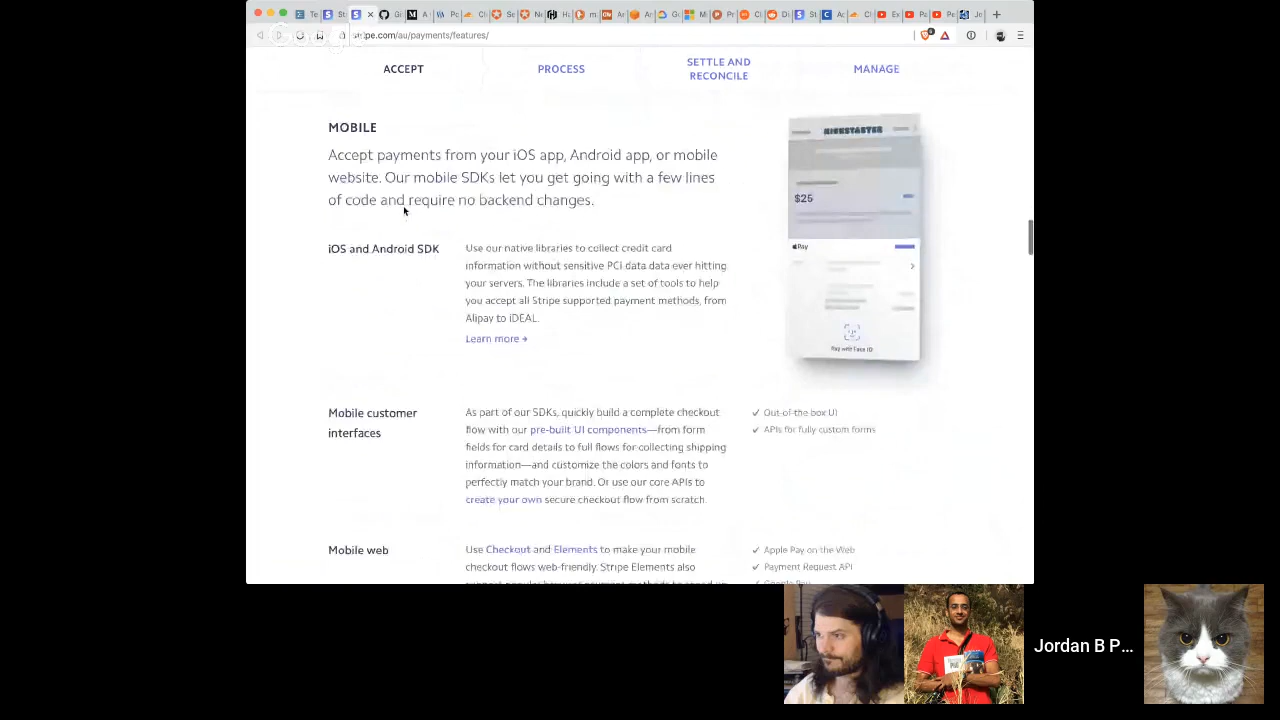 stripe.com/au/payments/features/
ACCEPT
PROCESS
SETTLE AND
RECONCILE
MANAGE
MOBILE
Accept payments from your iOS app, Android app, or mobile
website. Our mobile SDKs let you get going with a few lines
of code and require no backend changes.
KICKSTARTER
$25
Pay
Pay with Face ID
iOS and Android SDK
Use our native libraries to collect credit card
information without sensitive PCI data data ever hitting
your servers. The libraries include a set of tools to help
you accept all Stripe supported payment methods, from
Alipay to iDEAL.
Learn more →
Mobile customer
interfaces
As part of our SDKs, quickly build a complete checkout
flow with our pre-built UI components—from form
fields for card details to full flows for collecting shipping
information—and customize the colors and fonts to
perfectly match your brand. Or use our core APIs to
create your own secure checkout flow from scratch.
✓ Out-of-the-box UI
✓ APIs for fully custom forms
Mobile web
Use Checkout and Elements to make your mobile
checkout flows web-friendly. Stripe Elements also
✓ Apple Pay on the Web
✓ Payment Request API
✓ Google Pay
Jordan B P...